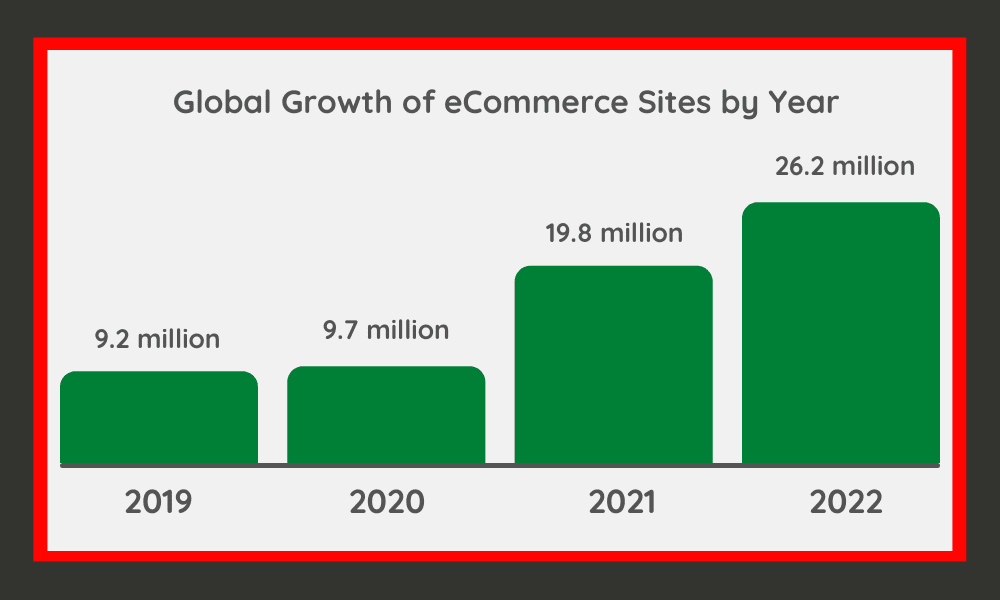 Global Growth of eCommerce Sites by Year
26.2 million
19.8 million
9.7 million
9.2 million
2019 2020 2021 2022